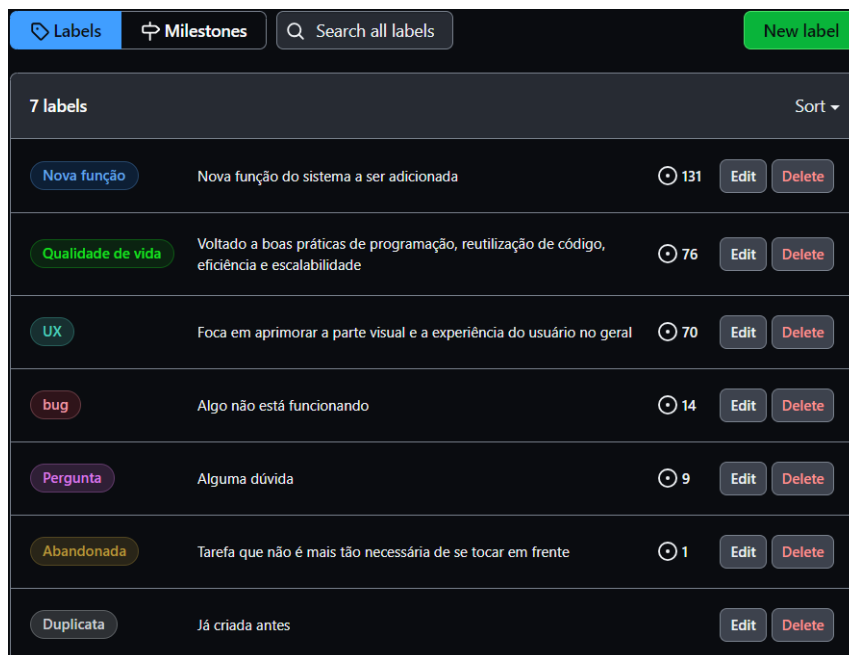 Labels Milestones Search all labels New label
7 labels Sort
Nova função Nova função do sistema a ser adicionada 131 Edit Delete
Qualidade de vida Voltado a boas práticas de programação, reutilização de código, 76 Edit Delete
eficiência e escalabilidade
UX Foca em aprimorar a parte visual e a experiência do usuário no geral 70 Edit Delete
bug Algo não está funcionando 14 Edit Delete
Pergunta Alguma dúvida 9 Edit Delete
Abandonada Tarefa que não é mais tão necessária de se tocar em frente 1 Edit Delete
Duplicata Já criada antes Edit Delete